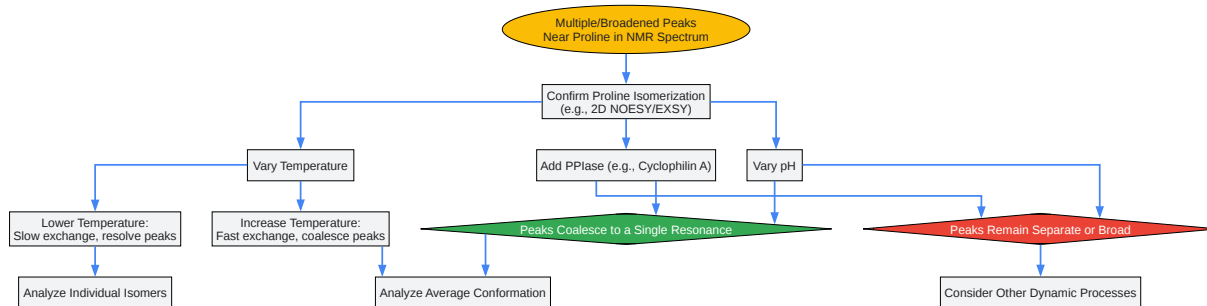 Multiple/Broadened Peaks
Near Proline in NMR Spectrum
Confirm Proline Isomerization
(e.g., 2D NOESY/EXSY)
Vary Temperature
Add PPIase (e.g., Cyclophilin A)
Vary pH
Lower Temperature:
Slow exchange, resolve peaks
Increase Temperature:
Fast exchange, coalesce peaks
Peaks Coalesce to a Single Resonance
Peaks Remain Separate or Broad
Analyze Individual Isomers
Analyze Average Conformation
Consider Other Dynamic Processes